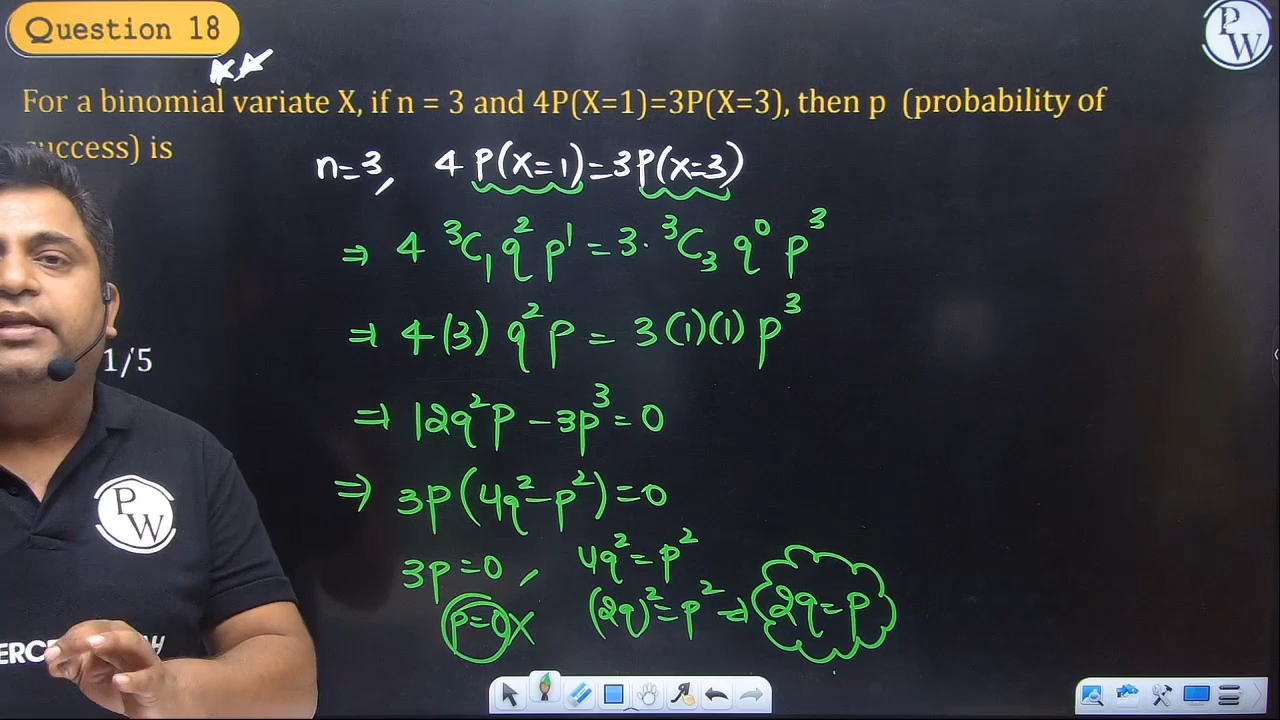 Question 18
PW
For a binomial variate X, if n = 3 and 4P(X=1)=3P(X=3), then p (probability of
success) is
n=3, 4 P(X=1)=3P(X=3)
⇒ 4 ³C₁ q² p¹ = 3. ³C₃ q⁰ p³
⇒ 4(3) q²p = 3(1)(1) p³
1/5
⇒ 12q²p - 3p³ = 0
⇒ 3p(4q²-p²)=0
PW
3p=0, 4q²=p²
p=0 X (2q)²=p² ⇒ 2q=p